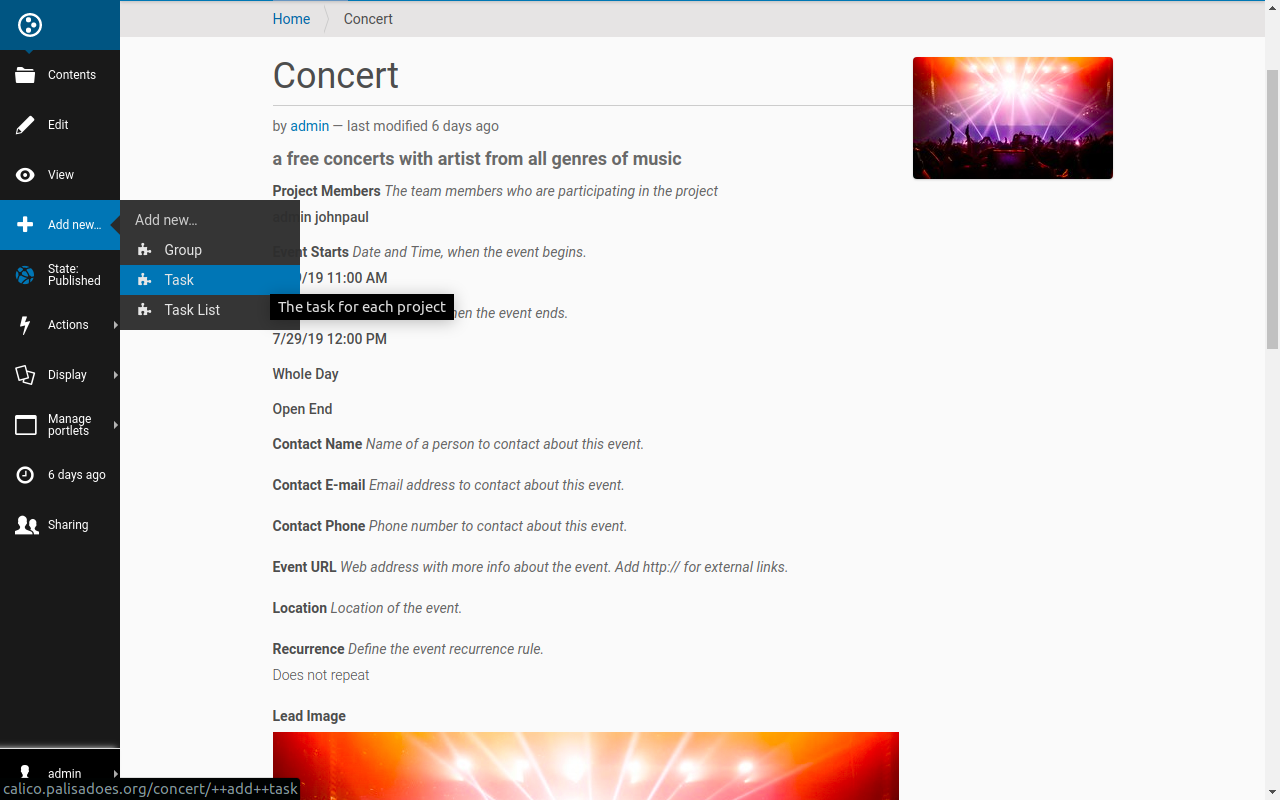 Home Concert
Contents
Edit
View
Add new...
State:
Published
Actions
Display
Manage
portlets
6 days ago
Sharing
admin
Add new...
Group
Task
Task List
The task for each project
Concert
by admin — last modified 6 days ago
a free concerts with artist from all genres of music
Project Members The team members who are participating in the project
admin johnpaul
Event Starts Date and Time, when the event begins.
/19 11:00 AM
the event ends.
7/29/19 12:00 PM
Whole Day
Open End
Contact Name Name of a person to contact about this event.
Contact E-mail Email address to contact about this event.
Contact Phone Phone number to contact about this event.
Event URL Web address with more info about the event. Add http:// for external links.
Location Location of the event.
Recurrence Define the event recurrence rule.
Does not repeat
Lead Image
calico.palisadoes.org/concert/++add++task